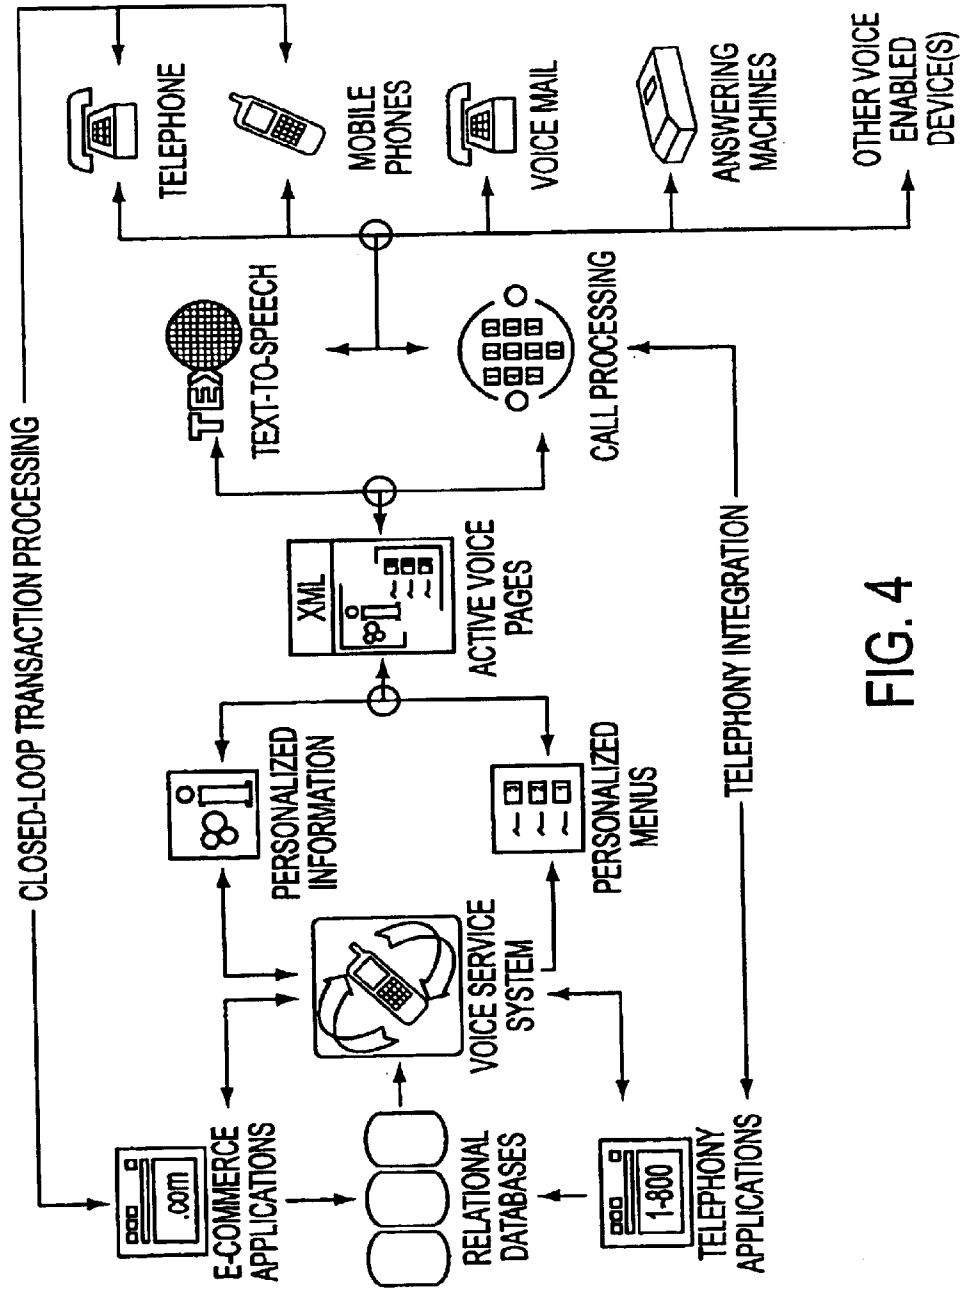 CLOSED-LOOP TRANSACTION PROCESSING
.com
E-COMMERCE
APPLICATIONS
RELATIONAL
DATABASES
1-800
TELEPHONY
APPLICATIONS
VOICE SERVICE
SYSTEM
PERSONALIZED
INFORMATION
PERSONALIZED
MENUS
XML
ACTIVE VOICE
PAGES
TEX
TEXT-TO-SPEECH
CALL PROCESSING
TELEPHONY INTEGRATION
TELEPHONE
MOBILE
PHONES
VOICE MAIL
ANSWERING
MACHINES
OTHER VOICE
ENABLED
DEVICE(S)
FIG. 4